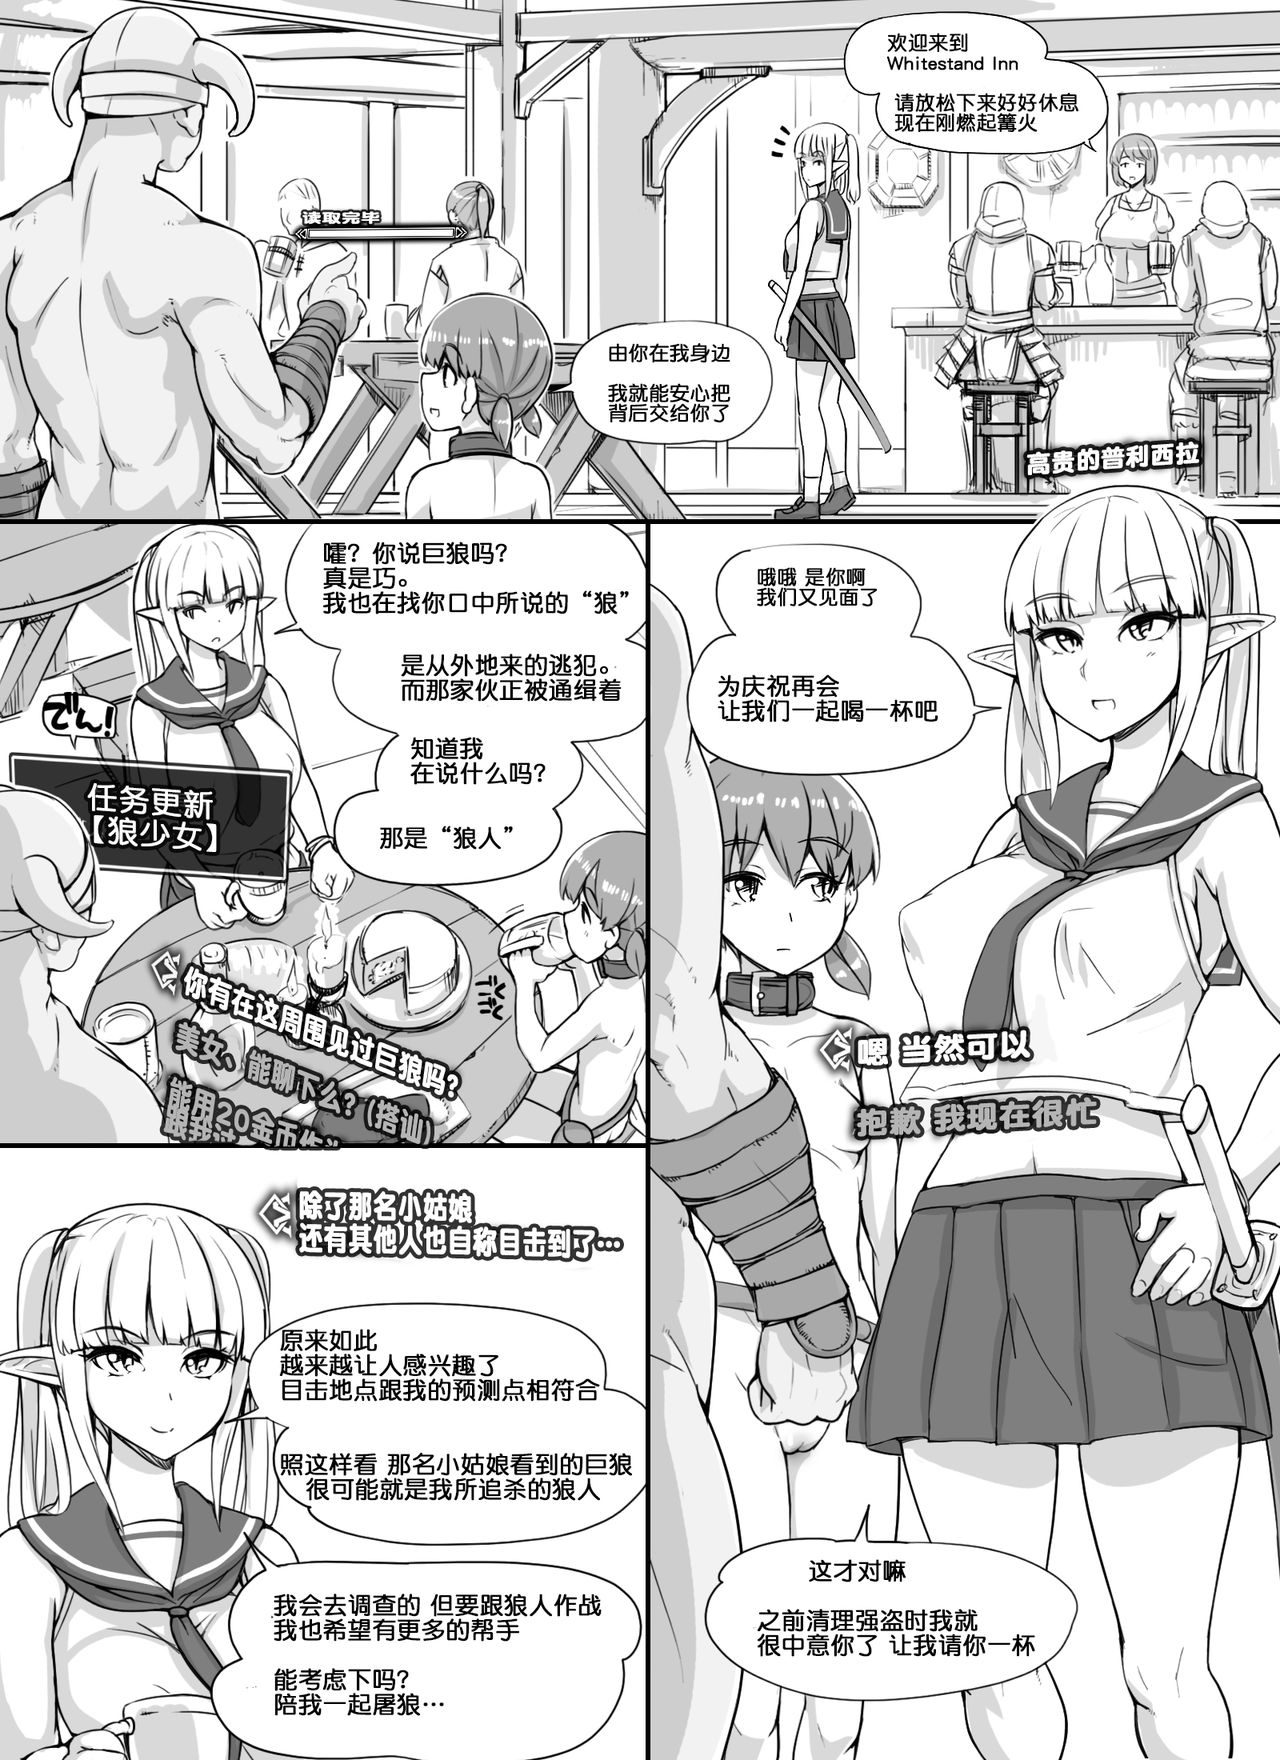 欢迎来到
Whitestand Inn
请放松下来好好休息
现在刚燃起篝火
读取完毕
由你在我身边
我就能安心把
背后交给你了
高贵的普利西拉
哦哦 是你啊
我们又见面了
为庆祝再会
让我们一起喝一杯吧
嗯 当然可以
抱歉 我现在很忙
这才对嘛
之前清理强盗时我就
很中意你了 让我请你一杯
嚯？你说巨狼吗？
真是巧。
我也在找你口中所说的“狼”
是从外地来的逃犯。
而那家伙正被通缉着
知道我
在说什么吗？
那是“狼人”
でん!
任务更新
【狼少女】
你有在这周围见过巨狼吗？
美女、能聊下么？(搭讪)
能用20金币作
跟我
除了那名小姑娘
还有其他人也自称目击到了…
原来如此
越来越让人感兴趣了
目击地点跟我的预测点相符合
照这样看 那名小姑娘看到的巨狼
很可能就是我所追杀的狼人
我会去调查的 但要跟狼人作战
我也希望有更多的帮手
能考虑下吗？
陪我一起屠狼…